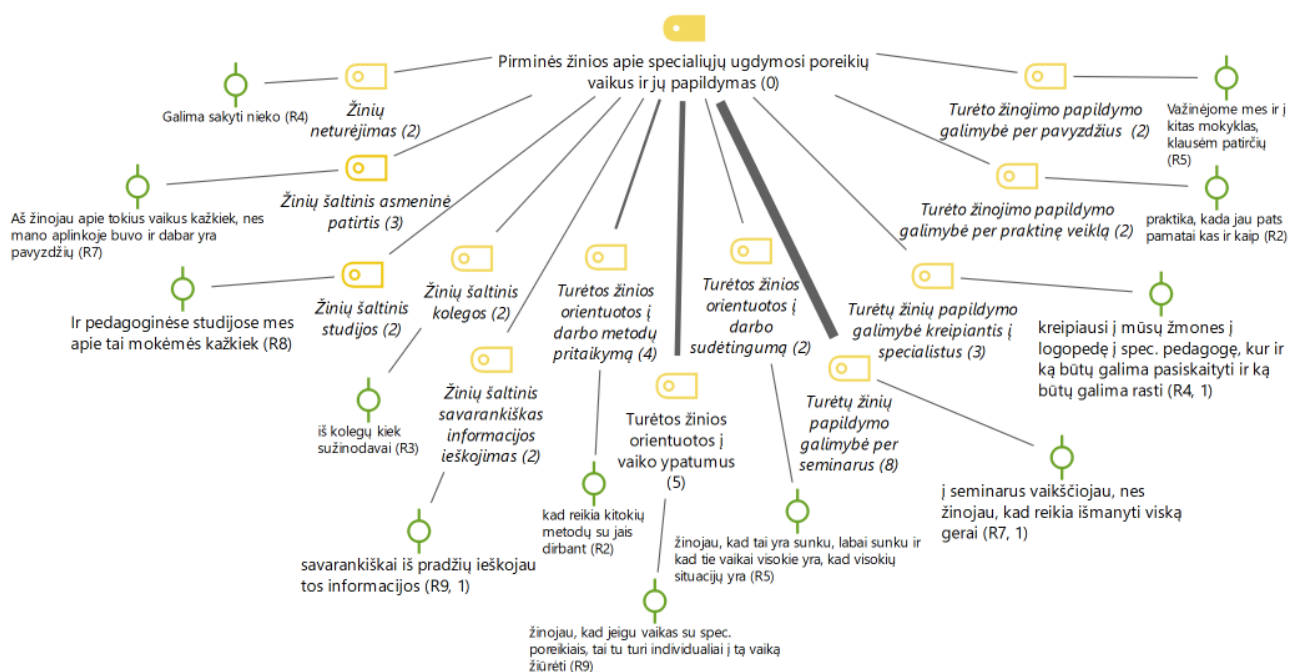 Pirminės žinios apie specialiųjų ugdymosi poreikių
vaikus ir jų papildymas (0)
Žinių
neturėjimas (2)
Galima sakyti nieko (R4)
Žinių šaltinis asmeninė
patirtis (3)
Aš žinojau apie tokius vaikus kažkiek, nes
mano aplinkoje buvo ir dabar yra
pavyzdžių (R7)
Žinių šaltinis
studijos (2)
Ir pedagoginėse studijose mes
apie tai mokėmės kažkiek (R8)
Žinių šaltinis
kolegos (2)
iš kolegų kiek
sužinodavai (R3)
Žinių šaltinis
savarankiškas
informacijos
ieškojimas (2)
savarankiškai iš pradžių ieškojau
tos informacijos (R9, 1)
Turėtos žinios
orientuotos į
darbo metodų
pritaikymą (4)
kad reikia kitokių
metodų su jais
dirbant (R2)
Turėtos žinios
orientuotos į
vaiko ypatumus
(5)
žinojau, kad jeigu vaikas su spec.
poreikiais, tai tu turi individualiai į tą vaiką
žiūrėti (R9)
Turėtos žinios
orientuotos į
darbo
sudėtingumą (2)
žinojau, kad tai yra sunku, labai sunku ir
kad tie vaikai visokie yra, kad visokių
situacijų yra (R5)
Turėtų žinių
papildymo
galimybė per
seminarus (8)
į seminarus vaikščiojau, nes
žinojau, kad reikia išmanyti viską
gerai (R7, 1)
Turėtų žinių papildymo
galimybė kreipiantis į
specialistus (3)
kreipiausi į mūsų žmones į
logopedę į spec. pedagogę, kur ir
ką būtų galima pasiskaityti ir ką
būtų galima rasti (R4, 1)
Turėto žinojimo papildymo
galimybė per praktinę veiklą (2)
praktika, kada jau pats
pamatai kas ir kaip (R2)
Turėto žinojimo papildymo
galimybė per pavyzdžius (2)
Važinėjome mes ir į
kitas mokyklas,
klausėm patirčių
(R5)